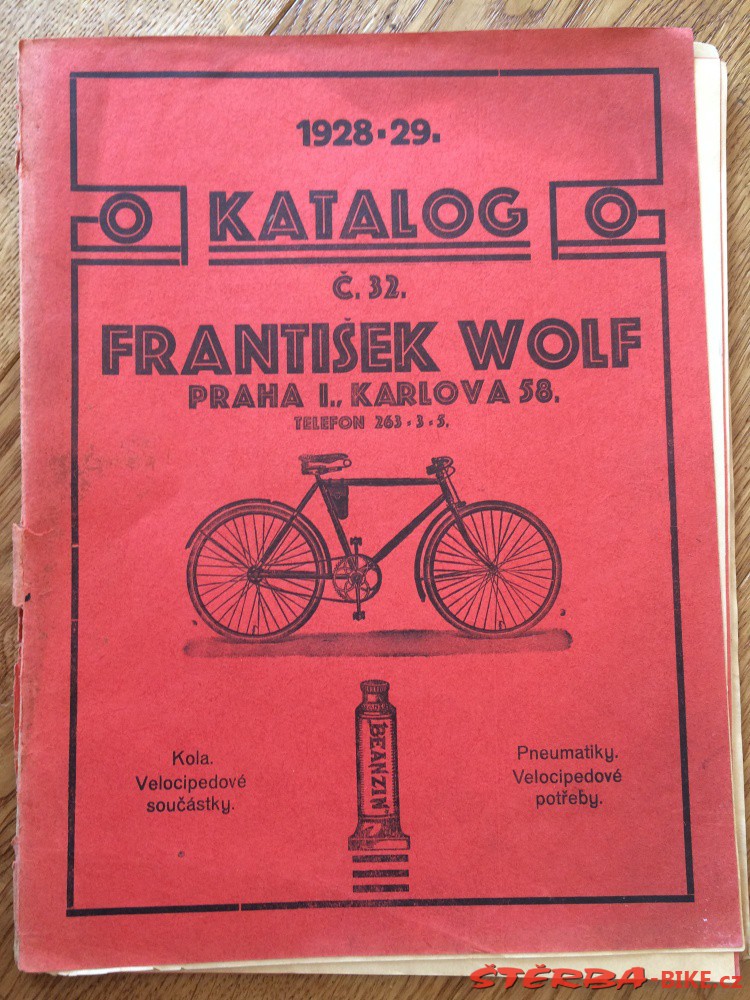 1928-29.
KATALOG
Č. 32.
FRANTIŠEK WOLF
PRAHA I., KARLOVA 58.
TELEFON 263-3-5.
BEANZIN
Kola.
Velocipedové
součástky.
Pneumatiky.
Velocipedové
potřeby.
ŠTĚRBA-BIKE.cz